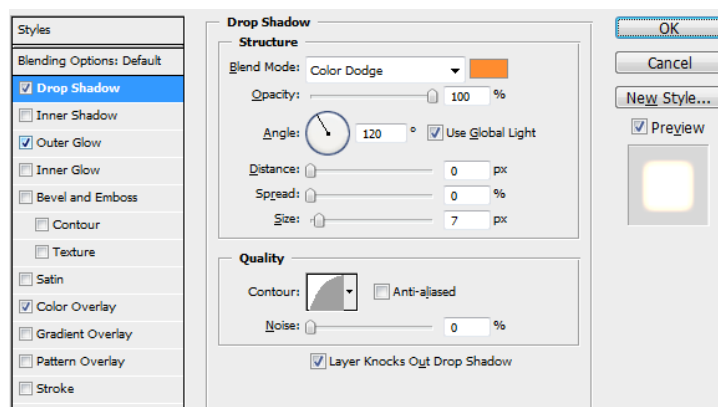 Styles
Blending Options: Default
Drop Shadow
Inner Shadow
Outer Glow
Inner Glow
Bevel and Emboss
Contour
Texture
Satin
Color Overlay
Gradient Overlay
Pattern Overlay
Stroke
Drop Shadow
Structure
Blend Mode: Color Dodge
Opacity: 100 %
Angle: 120 ° Use Global Light
Distance: 0 px
Spread: 0 %
Size: 7 px
Quality
Contour: Anti-aliased
Noise: 0 %
Layer Knocks Out Drop Shadow
OK
Cancel
New Style...
Preview